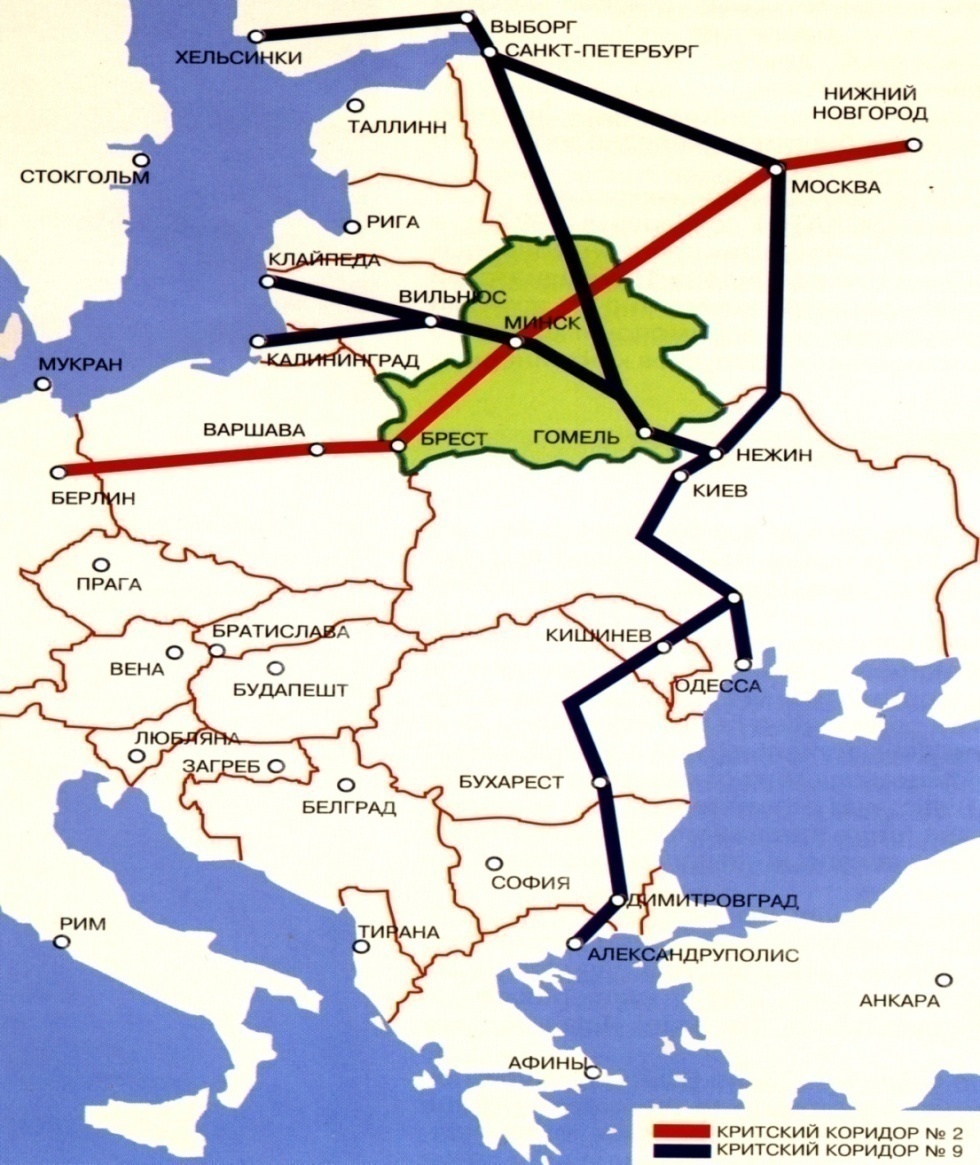 ВЫБОРГ
ХЕЛЬСИНКИ
САНКТ-ПЕТЕРБУРГ
НИЖНИЙ
НОВГОРОД
ТАЛЛИНН
СТОКГОЛЬМ
МОСКВА
РИГА
КЛАЙПЕДА
ВИЛЬНЮС
МИНСК
КАЛИНИНГРАД
МУКРАН
ВАРШАВА
БРЕСТ
ГОМЕЛЬ
НЕЖИН
БЕРЛИН
КИЕВ
ПРАГА
БРАТИСЛАВА
КИШИНЕВ
ВЕНА
БУДАПЕШТ
ОДЕССА
ЛЮБЛЯНА
ЗАГРЕБ
БУХАРЕСТ
БЕЛГРАД
СОФИЯ
ДИМИТРОВГРАД
РИМ
ТИРАНА
АЛЕКСАНДРУПОЛИС
АНКАРА
АФИНЫ
КРИТСКИЙ КОРИДОР № 2
КРИТСКИЙ КОРИДОР № 9